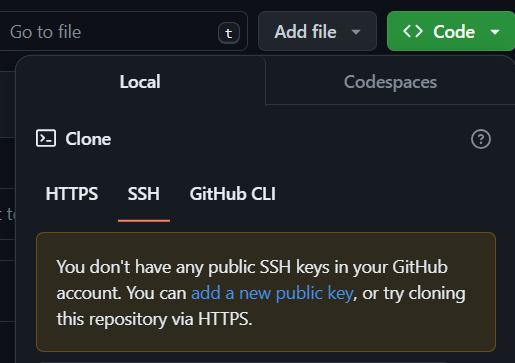 Go to file t Add file Code
Local Codespaces
Clone
HTTPS SSH GitHub CLI
You don't have any public SSH keys in your GitHub
account. You can add a new public key, or try cloning
this repository via HTTPS.